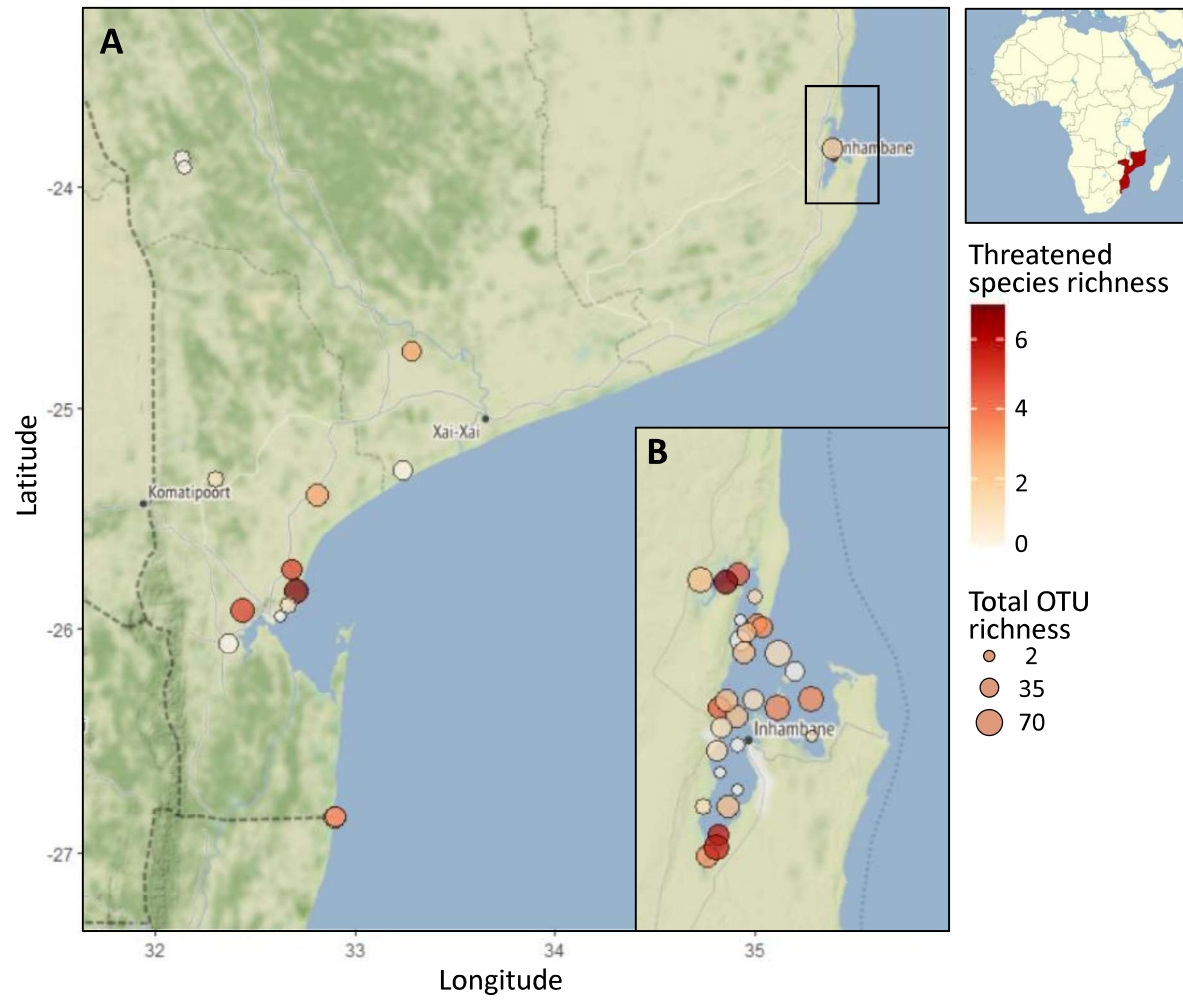 A
Inhambane
-24
-25
-26
-27
Latitude
Xai-Xai
Komatipoort
B
Inhambane
32
33
34
35
Longitude
Threatened
species richness
6
4
2
0
Total OTU
richness
2
35
70